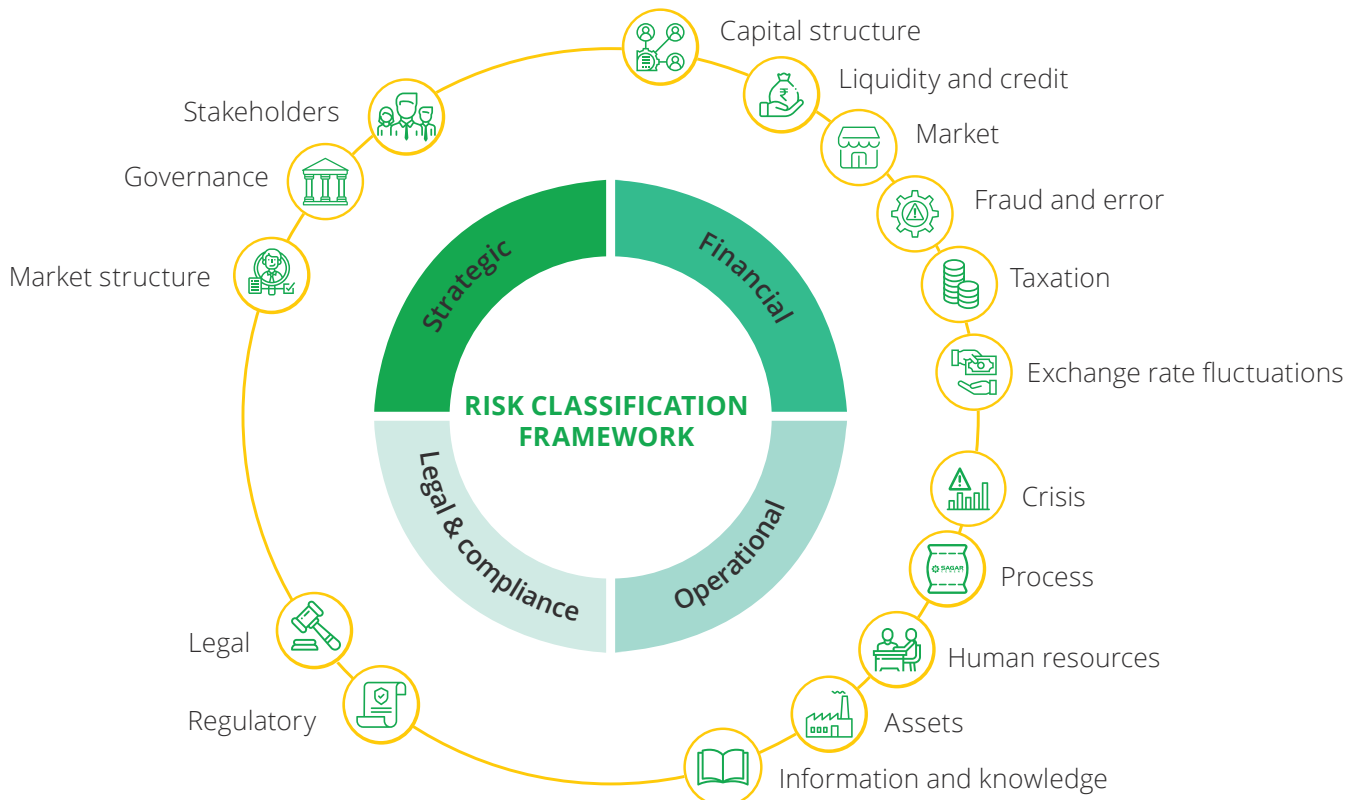 Capital structure
Liquidity and credit
Market
Fraud and error
Taxation
Exchange rate fluctuations
Crisis
Process
Human resources
Assets
Information and knowledge
Regulatory
Legal
Market structure
Governance
Stakeholders
Strategic
Financial
Operational
Legal & compliance
RISK CLASSIFICATION
FRAMEWORK
₹
SAGAR